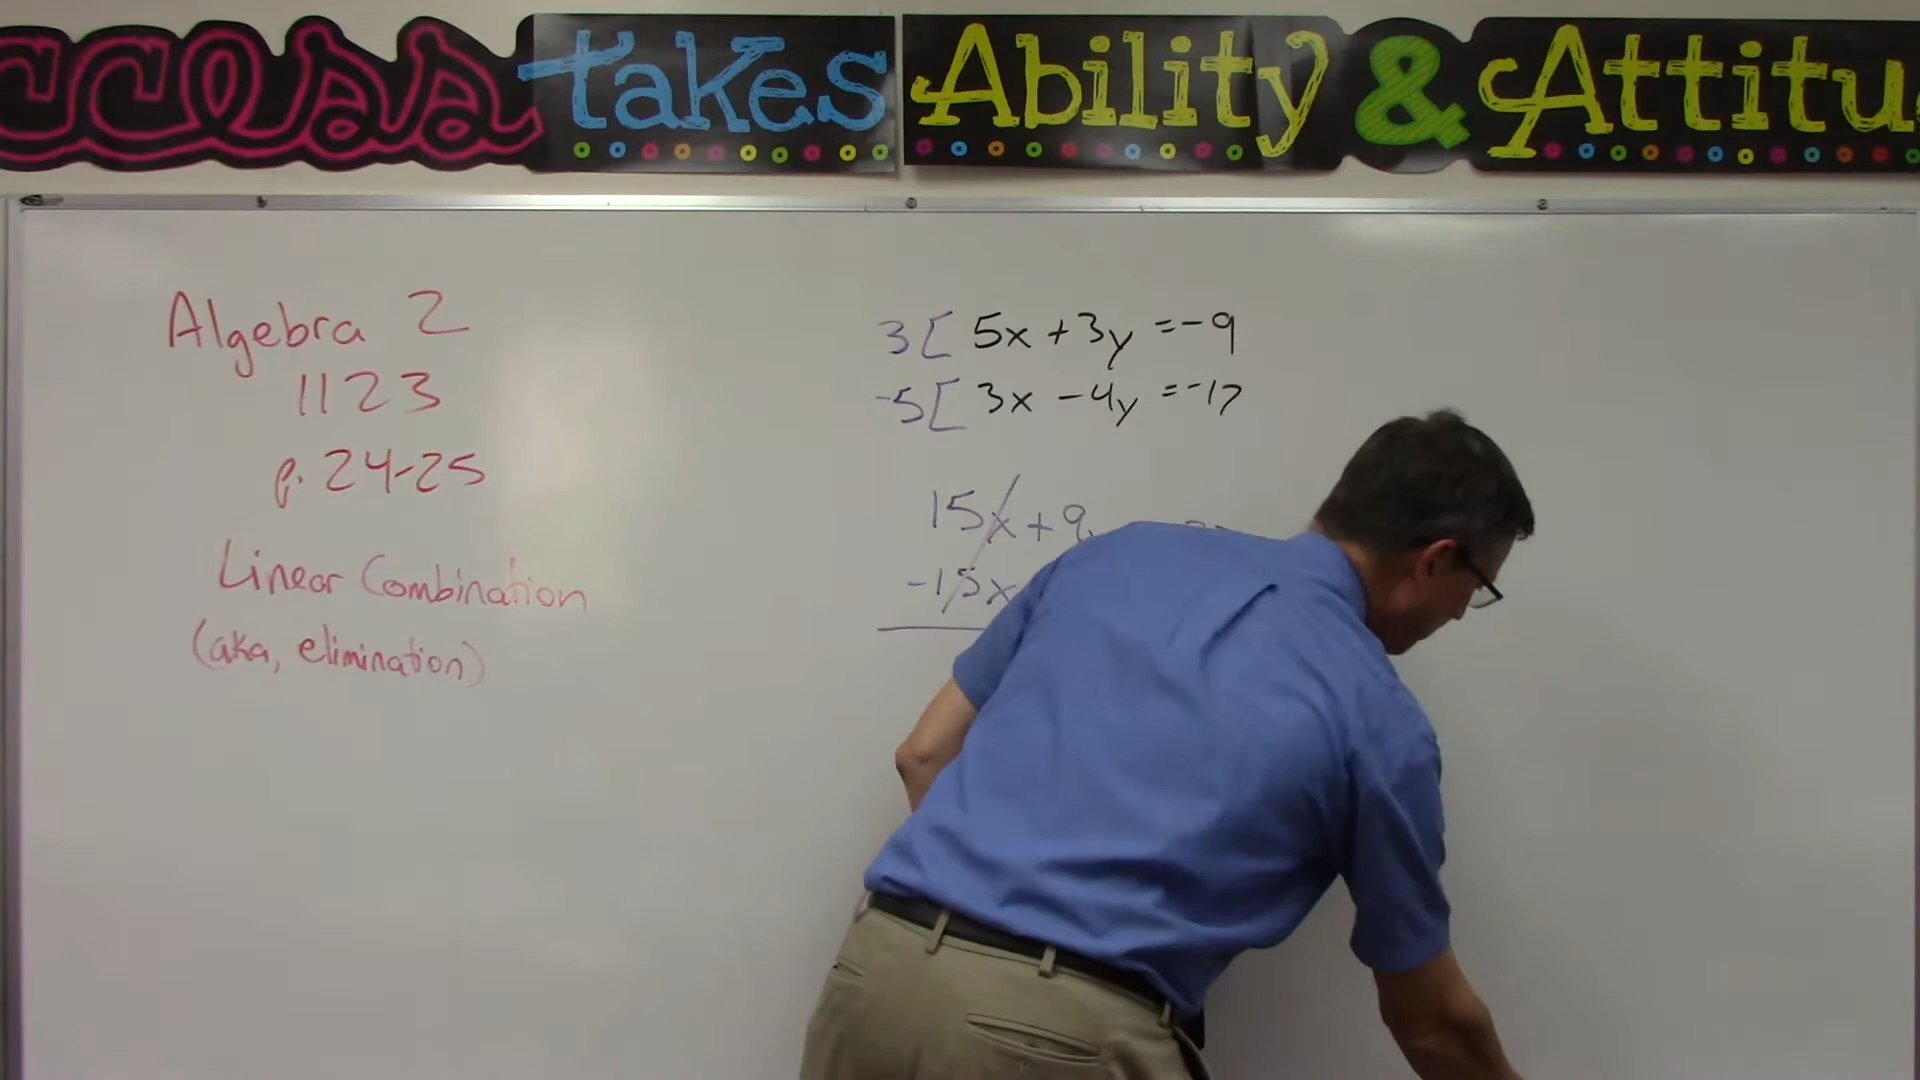 ccess takes Ability & Attitu
Algebra 2
1123
p. 24-25
Linear Combination
(aka, elimination)
3[ 5x +3y =-9
-5[ 3x -4y =-17
15x + 9
-15x